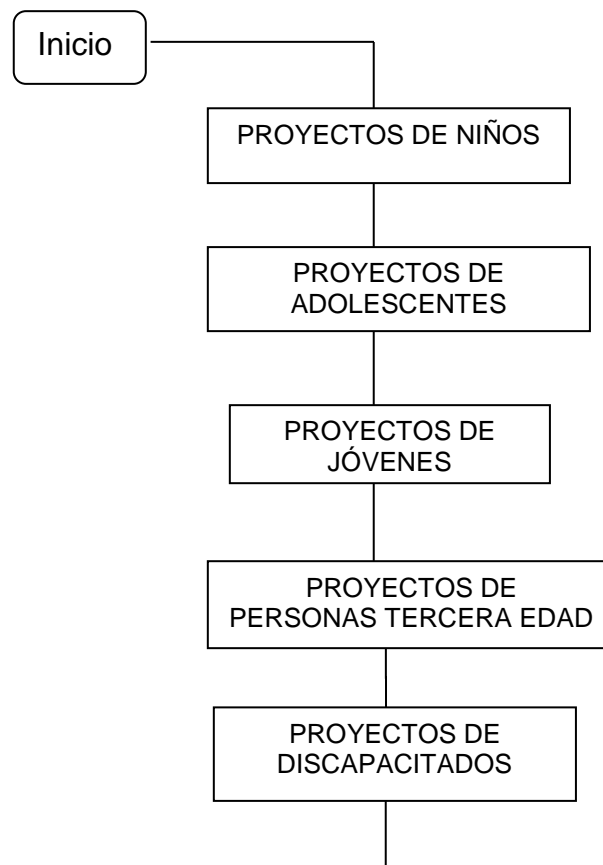 Inicio
PROYECTOS DE NIÑOS
PROYECTOS DE
ADOLESCENTES
PROYECTOS DE
JÓVENES
PROYECTOS DE
PERSONAS TERCERA EDAD
PROYECTOS DE
DISCAPACITADOS